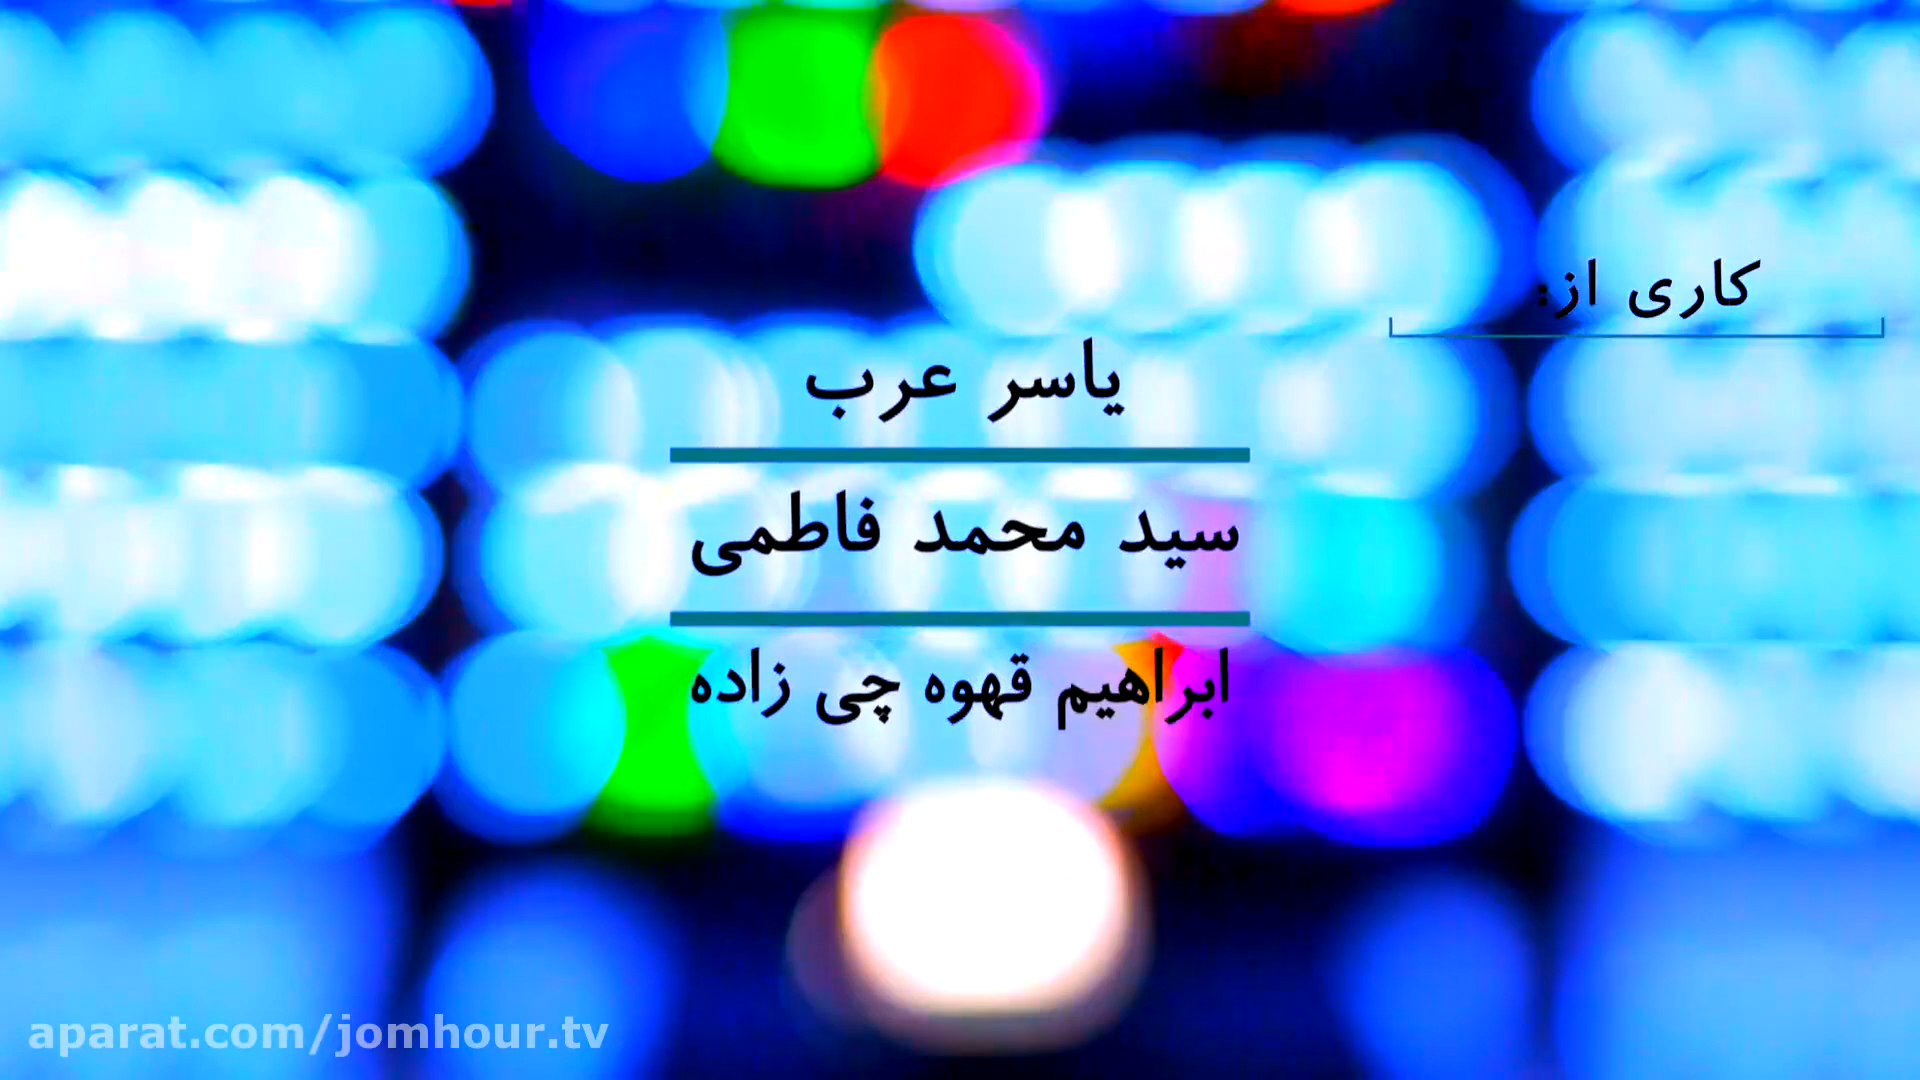 کاری از:
یاسر عرب
سید محمد فاطمی
ابراهیم قهوه چی زاده
aparat.com/jomhour.tv